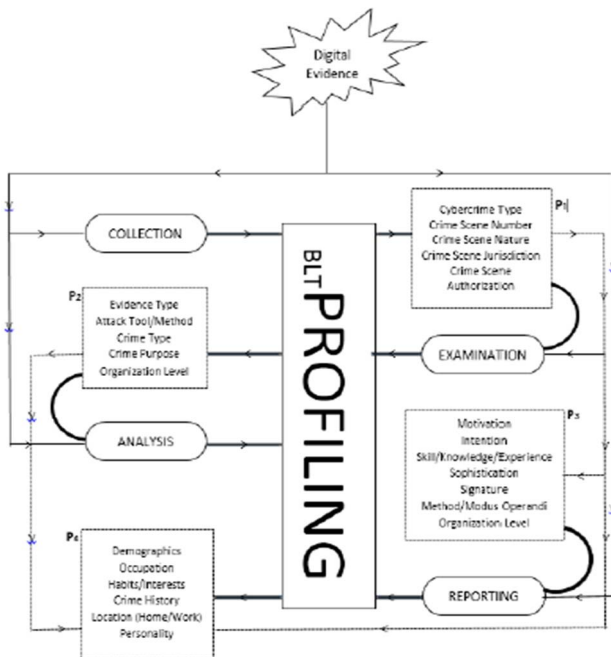 Digital
Evidence
COLLECTION
BLT PROFILING
P1
Cybercrime Type
Crime Scene Number
Crime Scene Nature
Crime Scene Jurisdiction
Crime Scene
Authorization
P2
Evidence Type
Attack Tool/Method
Crime Type
Crime Purpose
Organization Level
EXAMINATION
ANALYSIS
P3
Motivation
Intention
Skill/Knowledge/Experience
Sophistication
Signature
Method/Modus Operandi
Organization Level
P4
Demographics
Occupation
Habits/Interests
Crime History
Location (Home/Work)
Personality
REPORTIING